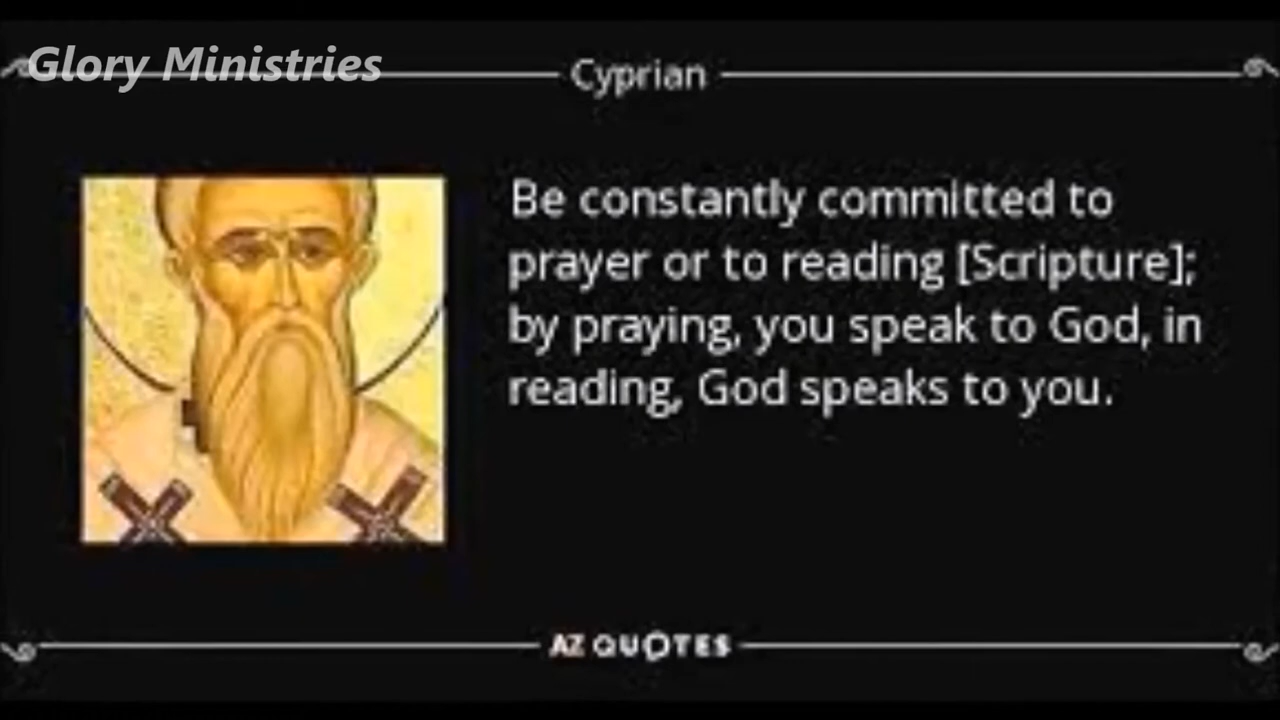 Glory Ministries
Cyprian
Be constantly committed to
prayer or to reading [Scripture];
by praying, you speak to God, in
reading, God speaks to you.
AZ QUOTES